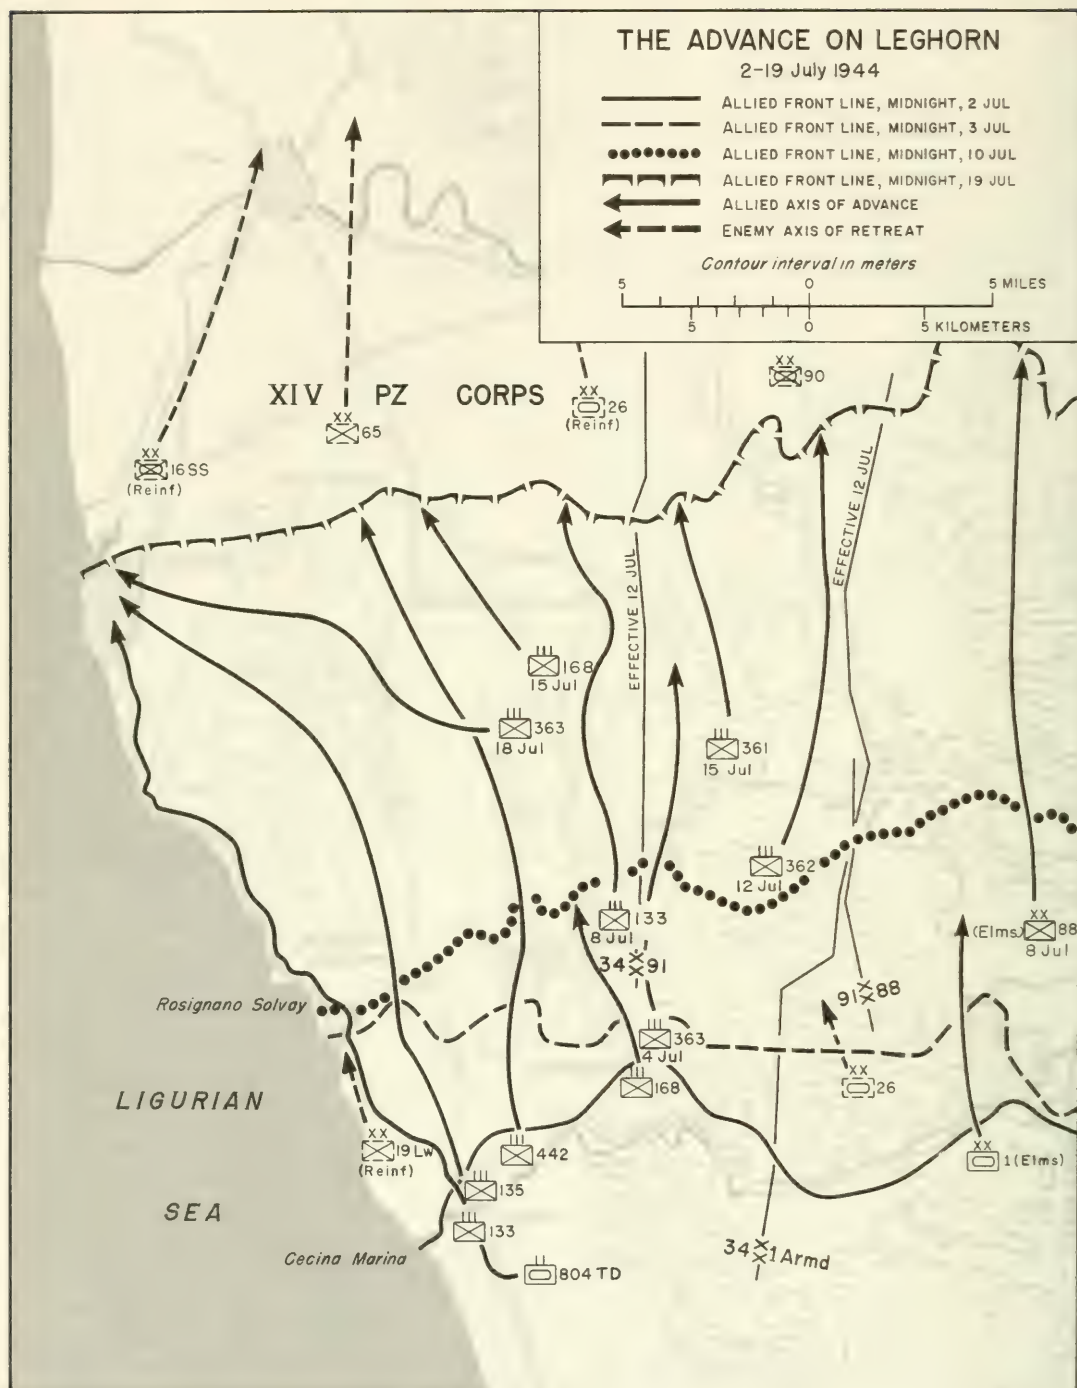 THE ADVANCE ON LEGHORN
2-19 July 1944
ALLIED FRONT LINE, MIDNIGHT, 2 JUL
ALLIED FRONT LINE, MIDNIGHT, 3 JUL
ALLIED FRONT LINE, MIDNIGHT, 10 JUL
ALLIED FRONT LINE, MIDNIGHT, 19 JUL
ALLIED AXIS OF ADVANCE
ENEMY AXIS OF RETREAT
Contour interval in meters
5 0 5 MILES
5 0 5 KILOMETERS
XX
90
XIV PZ CORPS
XX
26
(Reinf)
XX
65
XX
16SS
(Reinf)
EFFECTIVE 12 JUL
EFFECTIVE 12 JUL
168
15 Jul
363
18 Jul
361
15 Jul
362
12 Jul
133
8 Jul
XX
(Elms) 88
8 Jul
34 XX 91
91 XX 88
Rosignano Solvay
363
4 Jul
168
XX
26
LIGURIAN
SEA
XX
19 Lw
(Reinf)
442
XX
1 (Elms)
135
133
Cecina Marina
34 XX 1 Armd
804 TD